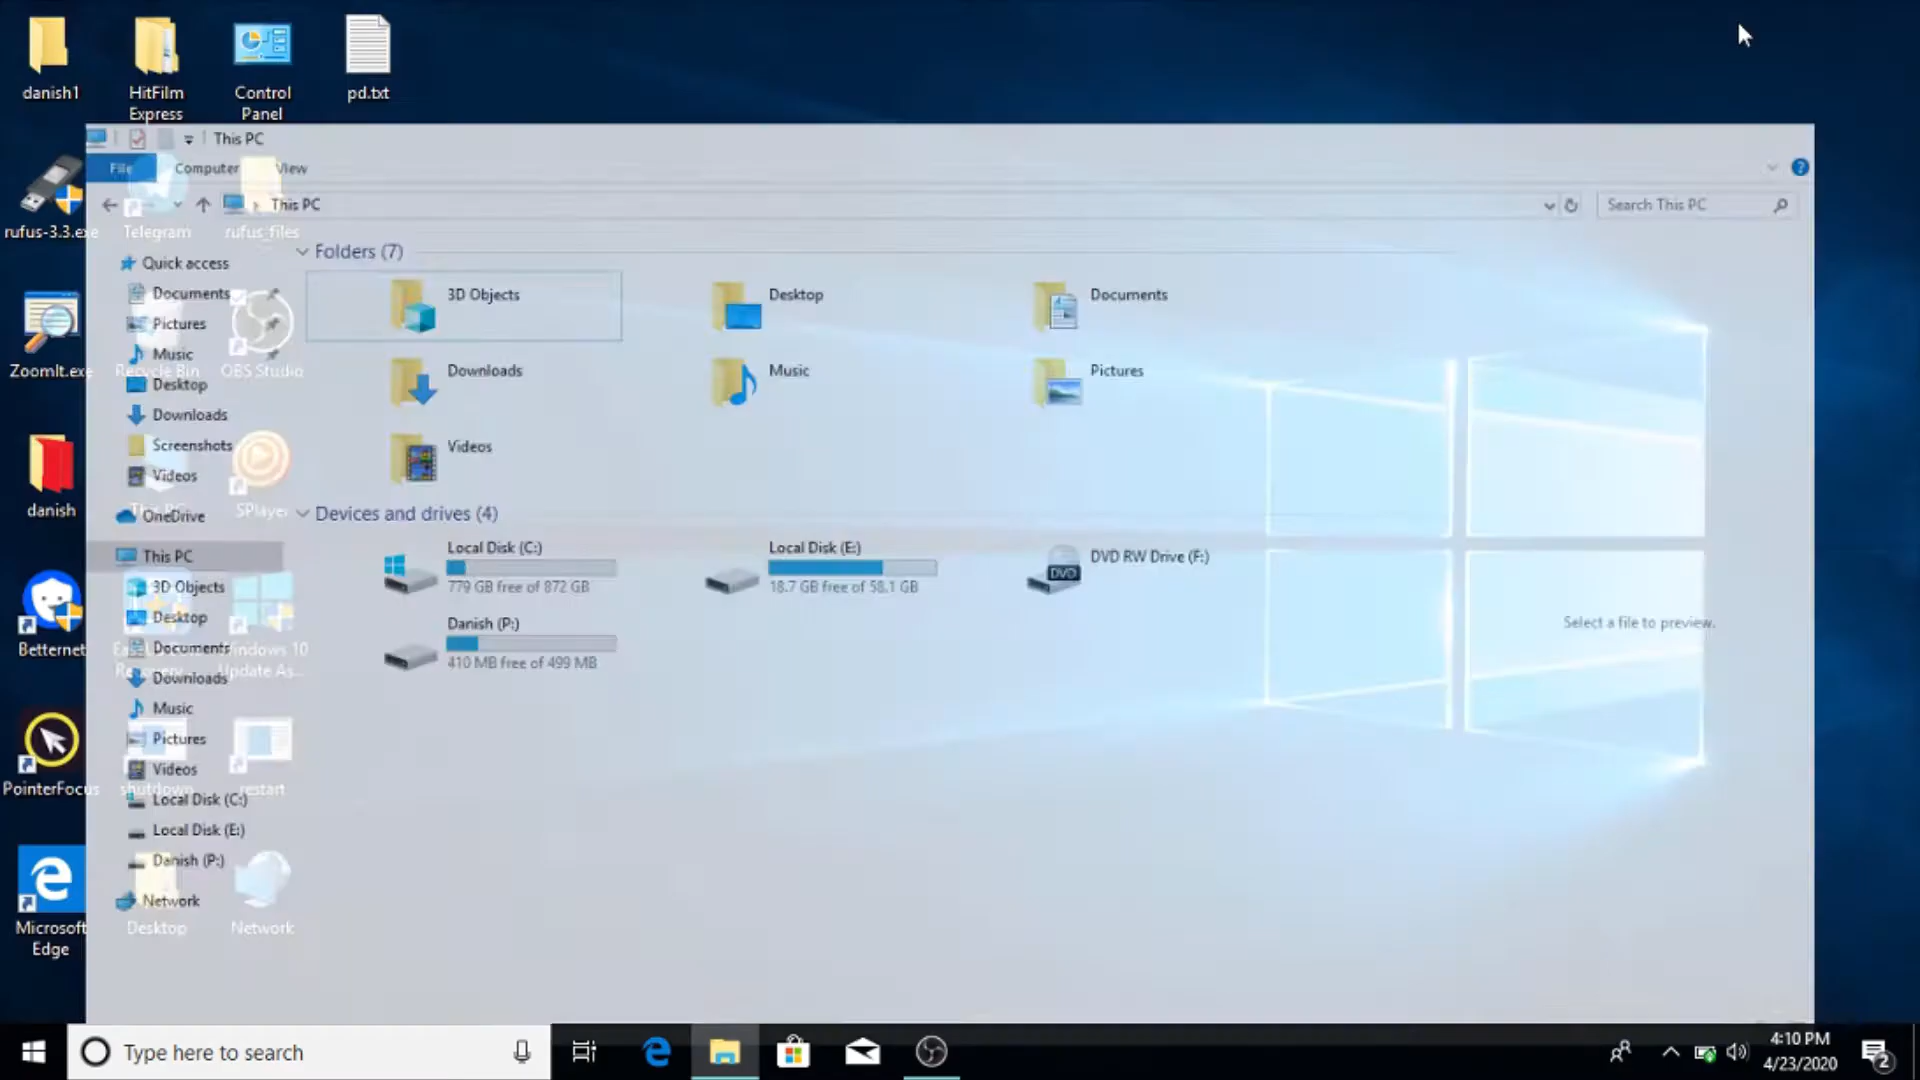 danish1
HitFilm
Express
Control
Panel
pd.txt
This PC
File
Computer
View
This PC
Search This PC
rufus-3.3.exe
Telegram
rufus_files
Quick access
Documents
Pictures
Music
Desktop
Downloads
Screenshots
Videos
OneDrive
This PC
3D Objects
Desktop
Documents
Downloads
Music
Pictures
Videos
Local Disk (C:)
Local Disk (E:)
Danish (P:)
Network
Folders (7)
3D Objects
Desktop
Documents
Downloads
Music
Pictures
Videos
Devices and drives (4)
Local Disk (C:)
779 GB free of 872 GB
Local Disk (E:)
18.7 GB free of 58.1 GB
DVD RW Drive (F:)
DVD
Danish (P:)
410 MB free of 499 MB
Select a file to preview.
ZoomIt.exe
Recycle Bin
OBS Studio
danish
This PC
SPlayer
Betternet
Windows 10
Update As...
PointerFocus
shutdown
restart
Microsoft
Edge
Desktop
Network
Type here to search
4:10 PM
4/23/2020
2